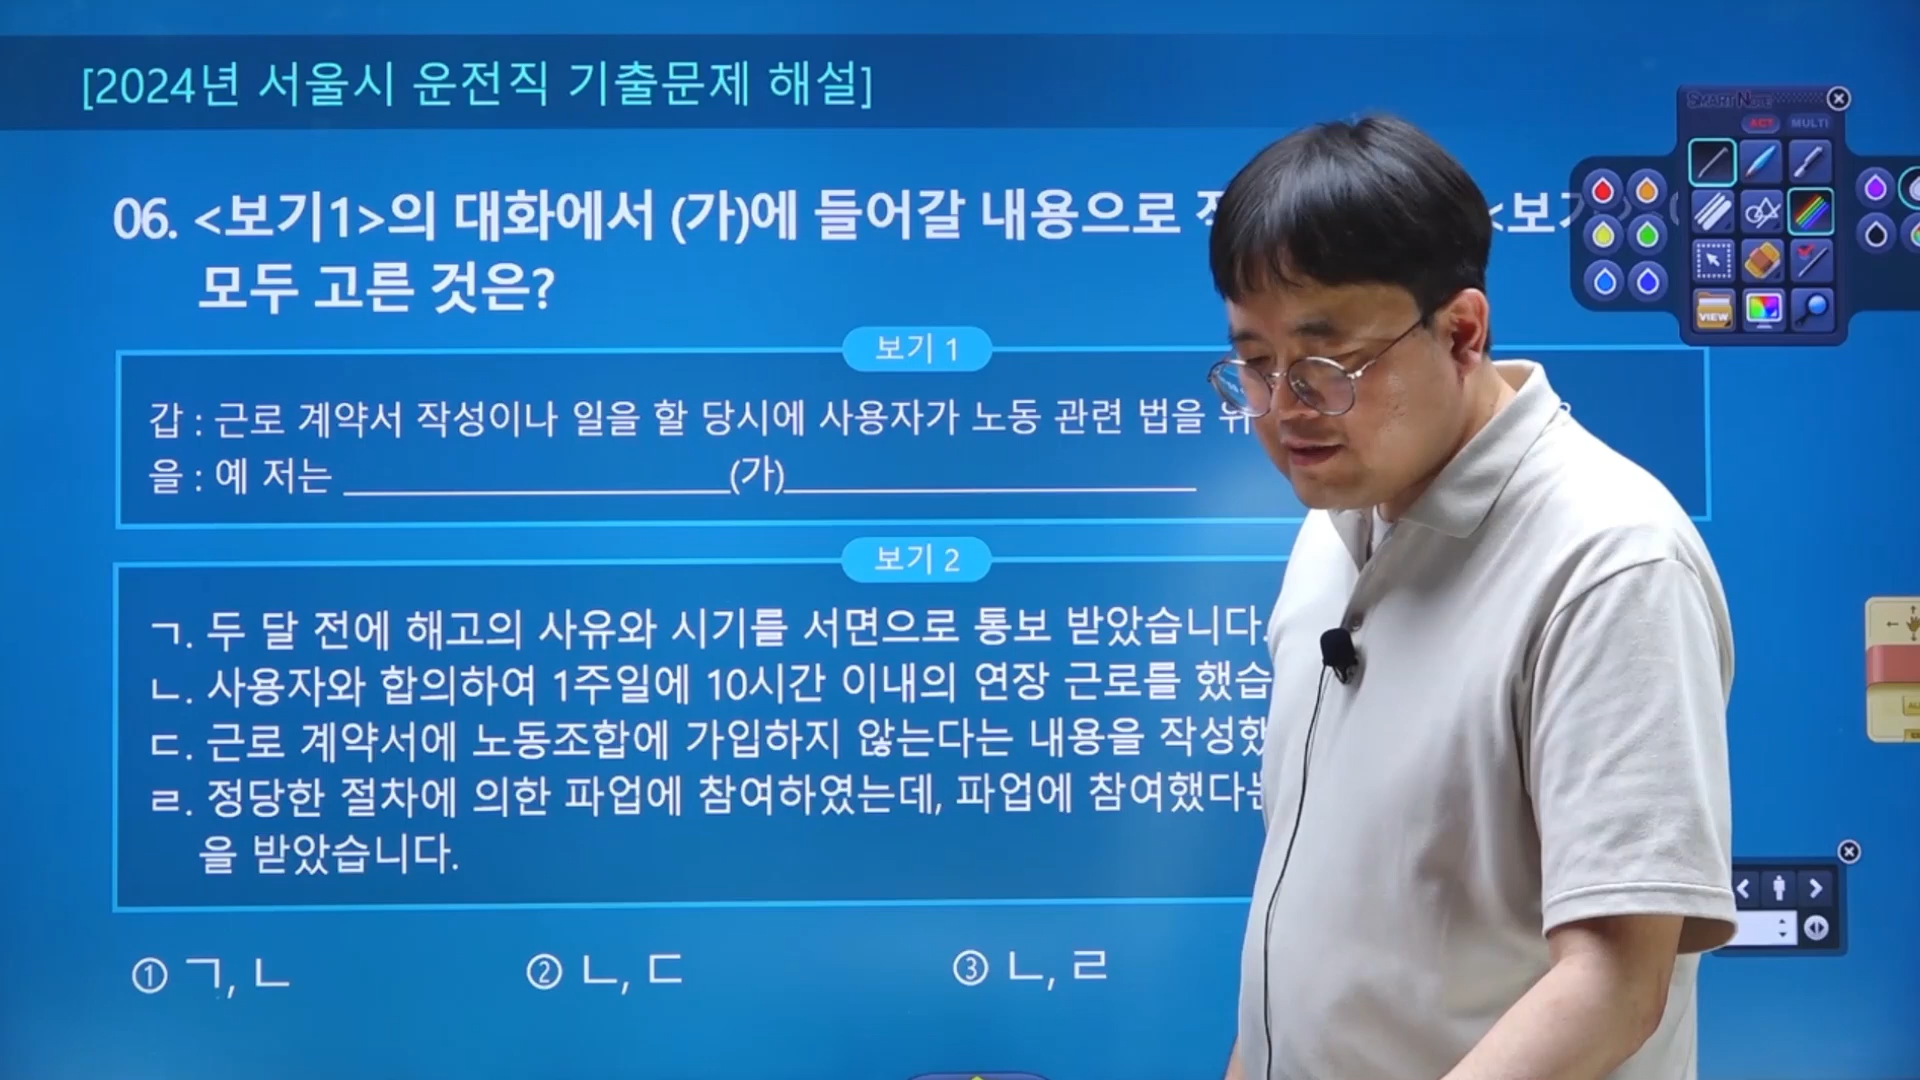 [2024년 서울시 운전직 기출문제 해설]
06. <보기1>의 대화에서 (가)에 들어갈 내용으로 <보기
모두 고른 것은?
보기 1
갑 : 근로 계약서 작성이나 일을 할 당시에 사용자가 노동 관련 법을 위
을 : 예 저는 (가)
보기 2
ㄱ. 두 달 전에 해고의 사유와 시기를 서면으로 통보 받았습니다.
ㄴ. 사용자와 합의하여 1주일에 10시간 이내의 연장 근로를 했습
ㄷ. 근로 계약서에 노동조합에 가입하지 않는다는 내용을 작성했
ㄹ. 정당한 절차에 의한 파업에 참여하였는데, 파업에 참여했다는
을 받았습니다.
① ㄱ, ㄴ
② ㄴ, ㄷ
③ ㄴ, ㄹ
SMART NOTE
ACT MULTI
VIEW